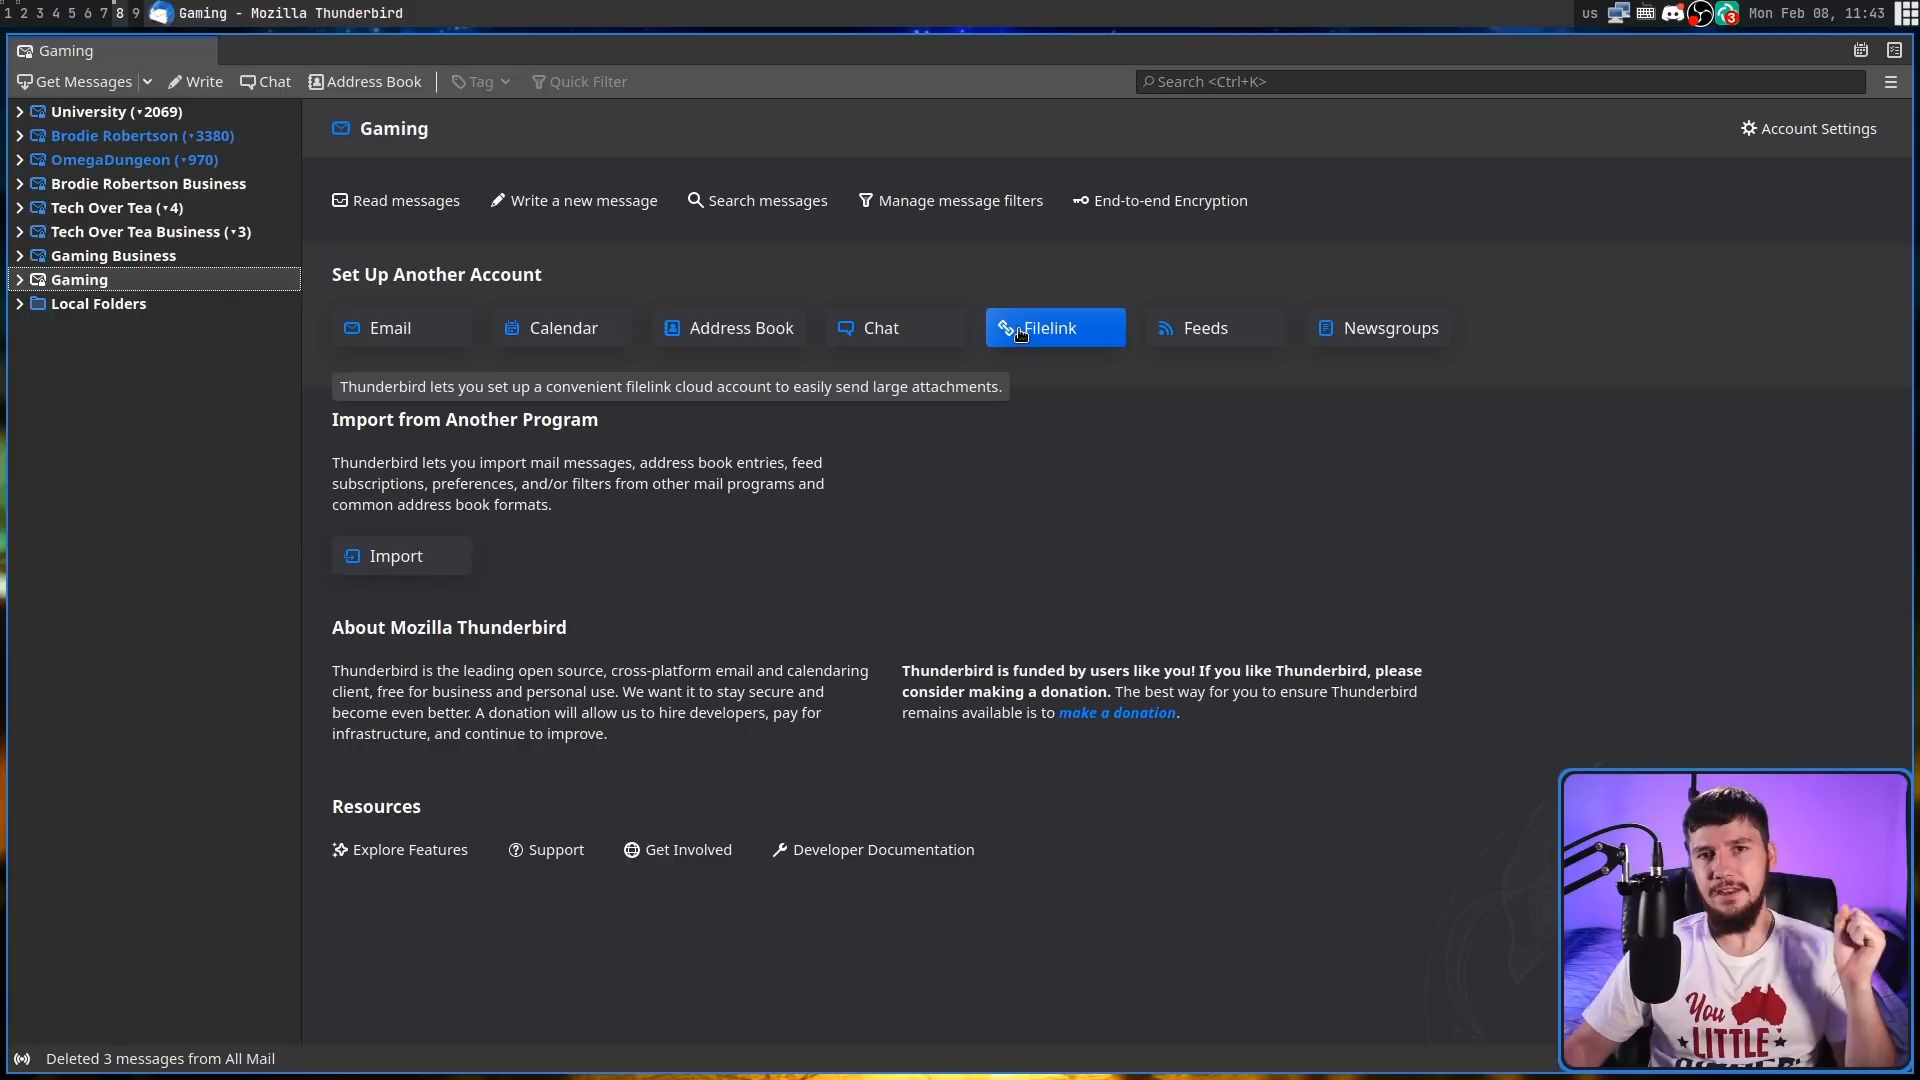 1 2 3 4 5 6 7 8 9 Gaming - Mozilla Thunderbird
us 3 Mon Feb 08, 11:43
Gaming
Get Messages Write Chat Address Book Tag Quick Filter Search <Ctrl+K>
University (2069)
Brodie Robertson (3380)
OmegaDungeon (970)
Brodie Robertson Business
Tech Over Tea (4)
Tech Over Tea Business (3)
Gaming Business
Gaming
Local Folders
Gaming
Account Settings
Read messages Write a new message Search messages Manage message filters End-to-end Encryption
Set Up Another Account
Email Calendar Address Book Chat Filelink Feeds Newsgroups
Thunderbird lets you set up a convenient filelink cloud account to easily send large attachments.
Import from Another Program
Thunderbird lets you import mail messages, address book entries, feed
subscriptions, preferences, and/or filters from other mail programs and
common address book formats.
Import
About Mozilla Thunderbird
Thunderbird is the leading open source, cross-platform email and calendaring
client, free for business and personal use. We want it to stay secure and
become even better. A donation will allow us to hire developers, pay for
infrastructure, and continue to improve.
Thunderbird is funded by users like you! If you like Thunderbird, please
consider making a donation. The best way for you to ensure Thunderbird
remains available is to make a donation.
Resources
Explore Features Support Get Involved Developer Documentation
You
LITTLE
Deleted 3 messages from All Mail